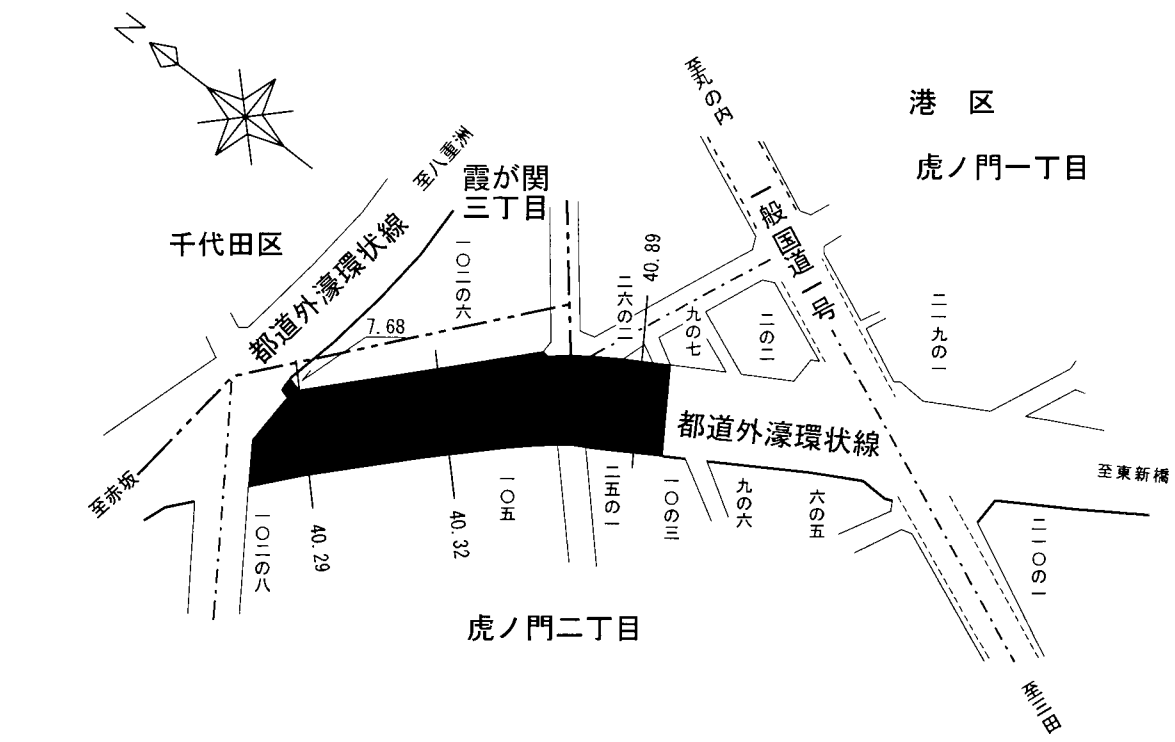 N
港 区
虎ノ門一丁目
至丸の内
一般国道一号
至八重洲
霞が関
三丁目
千代田区
都道外濠環状線
一〇二の六
7.68
二六の二
40.89
九の七
二の二
二一九の一
都道外濠環状線
至東新橋
至赤坂
一〇二の八
40.29
40.32
一〇五
二五の一
一〇の三
九の六
六の五
二一〇の一
虎ノ門二丁目
至三田